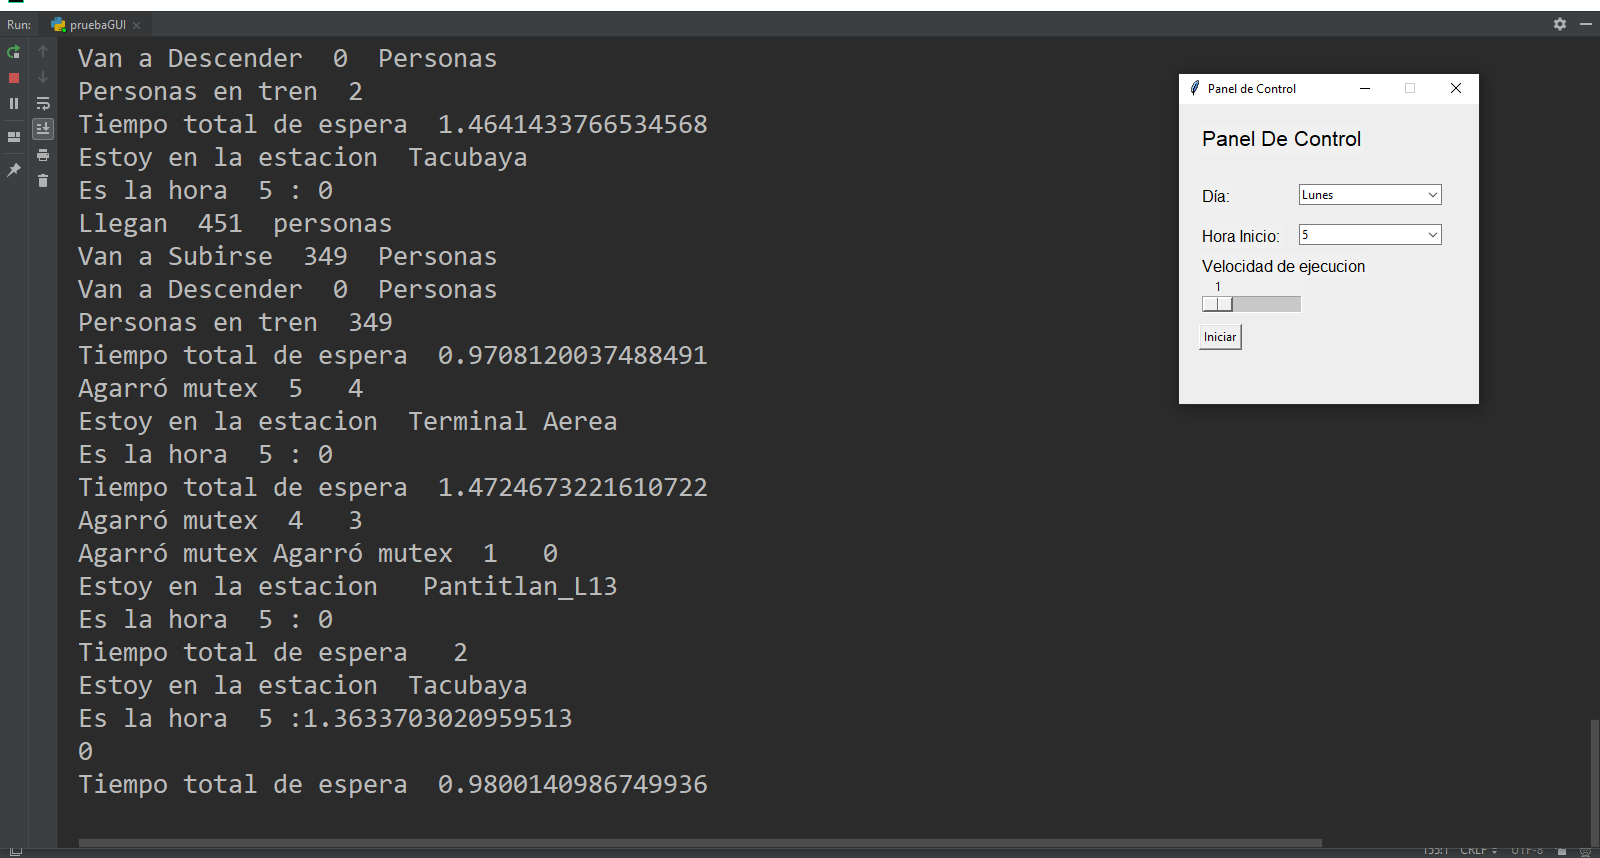 Run: pruebaGUI
Van a Descender  0  Personas
Personas en tren  2
Tiempo total de espera  1.4641433766534568
Estoy en la estacion  Tacubaya
Es la hora  5 : 0
Llegan  451  personas
Van a Subirse  349  Personas
Van a Descender  0  Personas
Personas en tren  349
Tiempo total de espera  0.9708120037488491
Agarró mutex  5   4
Estoy en la estacion  Terminal Aerea
Es la hora  5 : 0
Tiempo total de espera  1.4724673221610722
Agarró mutex  4   3
Agarró mutex Agarró mutex  1   0
Estoy en la estacion   Pantitlan_L13
Es la hora  5 : 0
Tiempo total de espera   2
Estoy en la estacion  Tacubaya
Es la hora  5 :1.3633703020959513
0
Tiempo total de espera  0.9800140986749936
Panel de Control
Panel De Control
Día: Lunes
Hora Inicio: 5
Velocidad de ejecucion
1
Iniciar
155:1 CRLF UTF-8